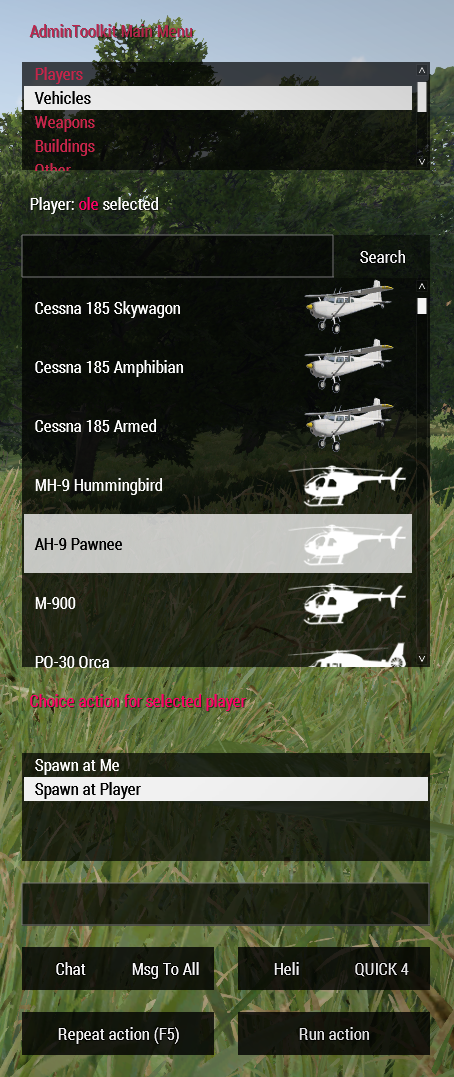 AdminToolkit Main Menu
Players
Vehicles
Weapons
Buildings
Other
Player: ole selected
Search
Cessna 185 Skywagon
Cessna 185 Amphibian
Cessna 185 Armed
MH-9 Hummingbird
AH-9 Pawnee
M-900
PO-30 Orca
Choice action for selected player
Spawn at Me
Spawn at Player
Chat Msg To All Heli QUICK 4
Repeat action (F5) Run action